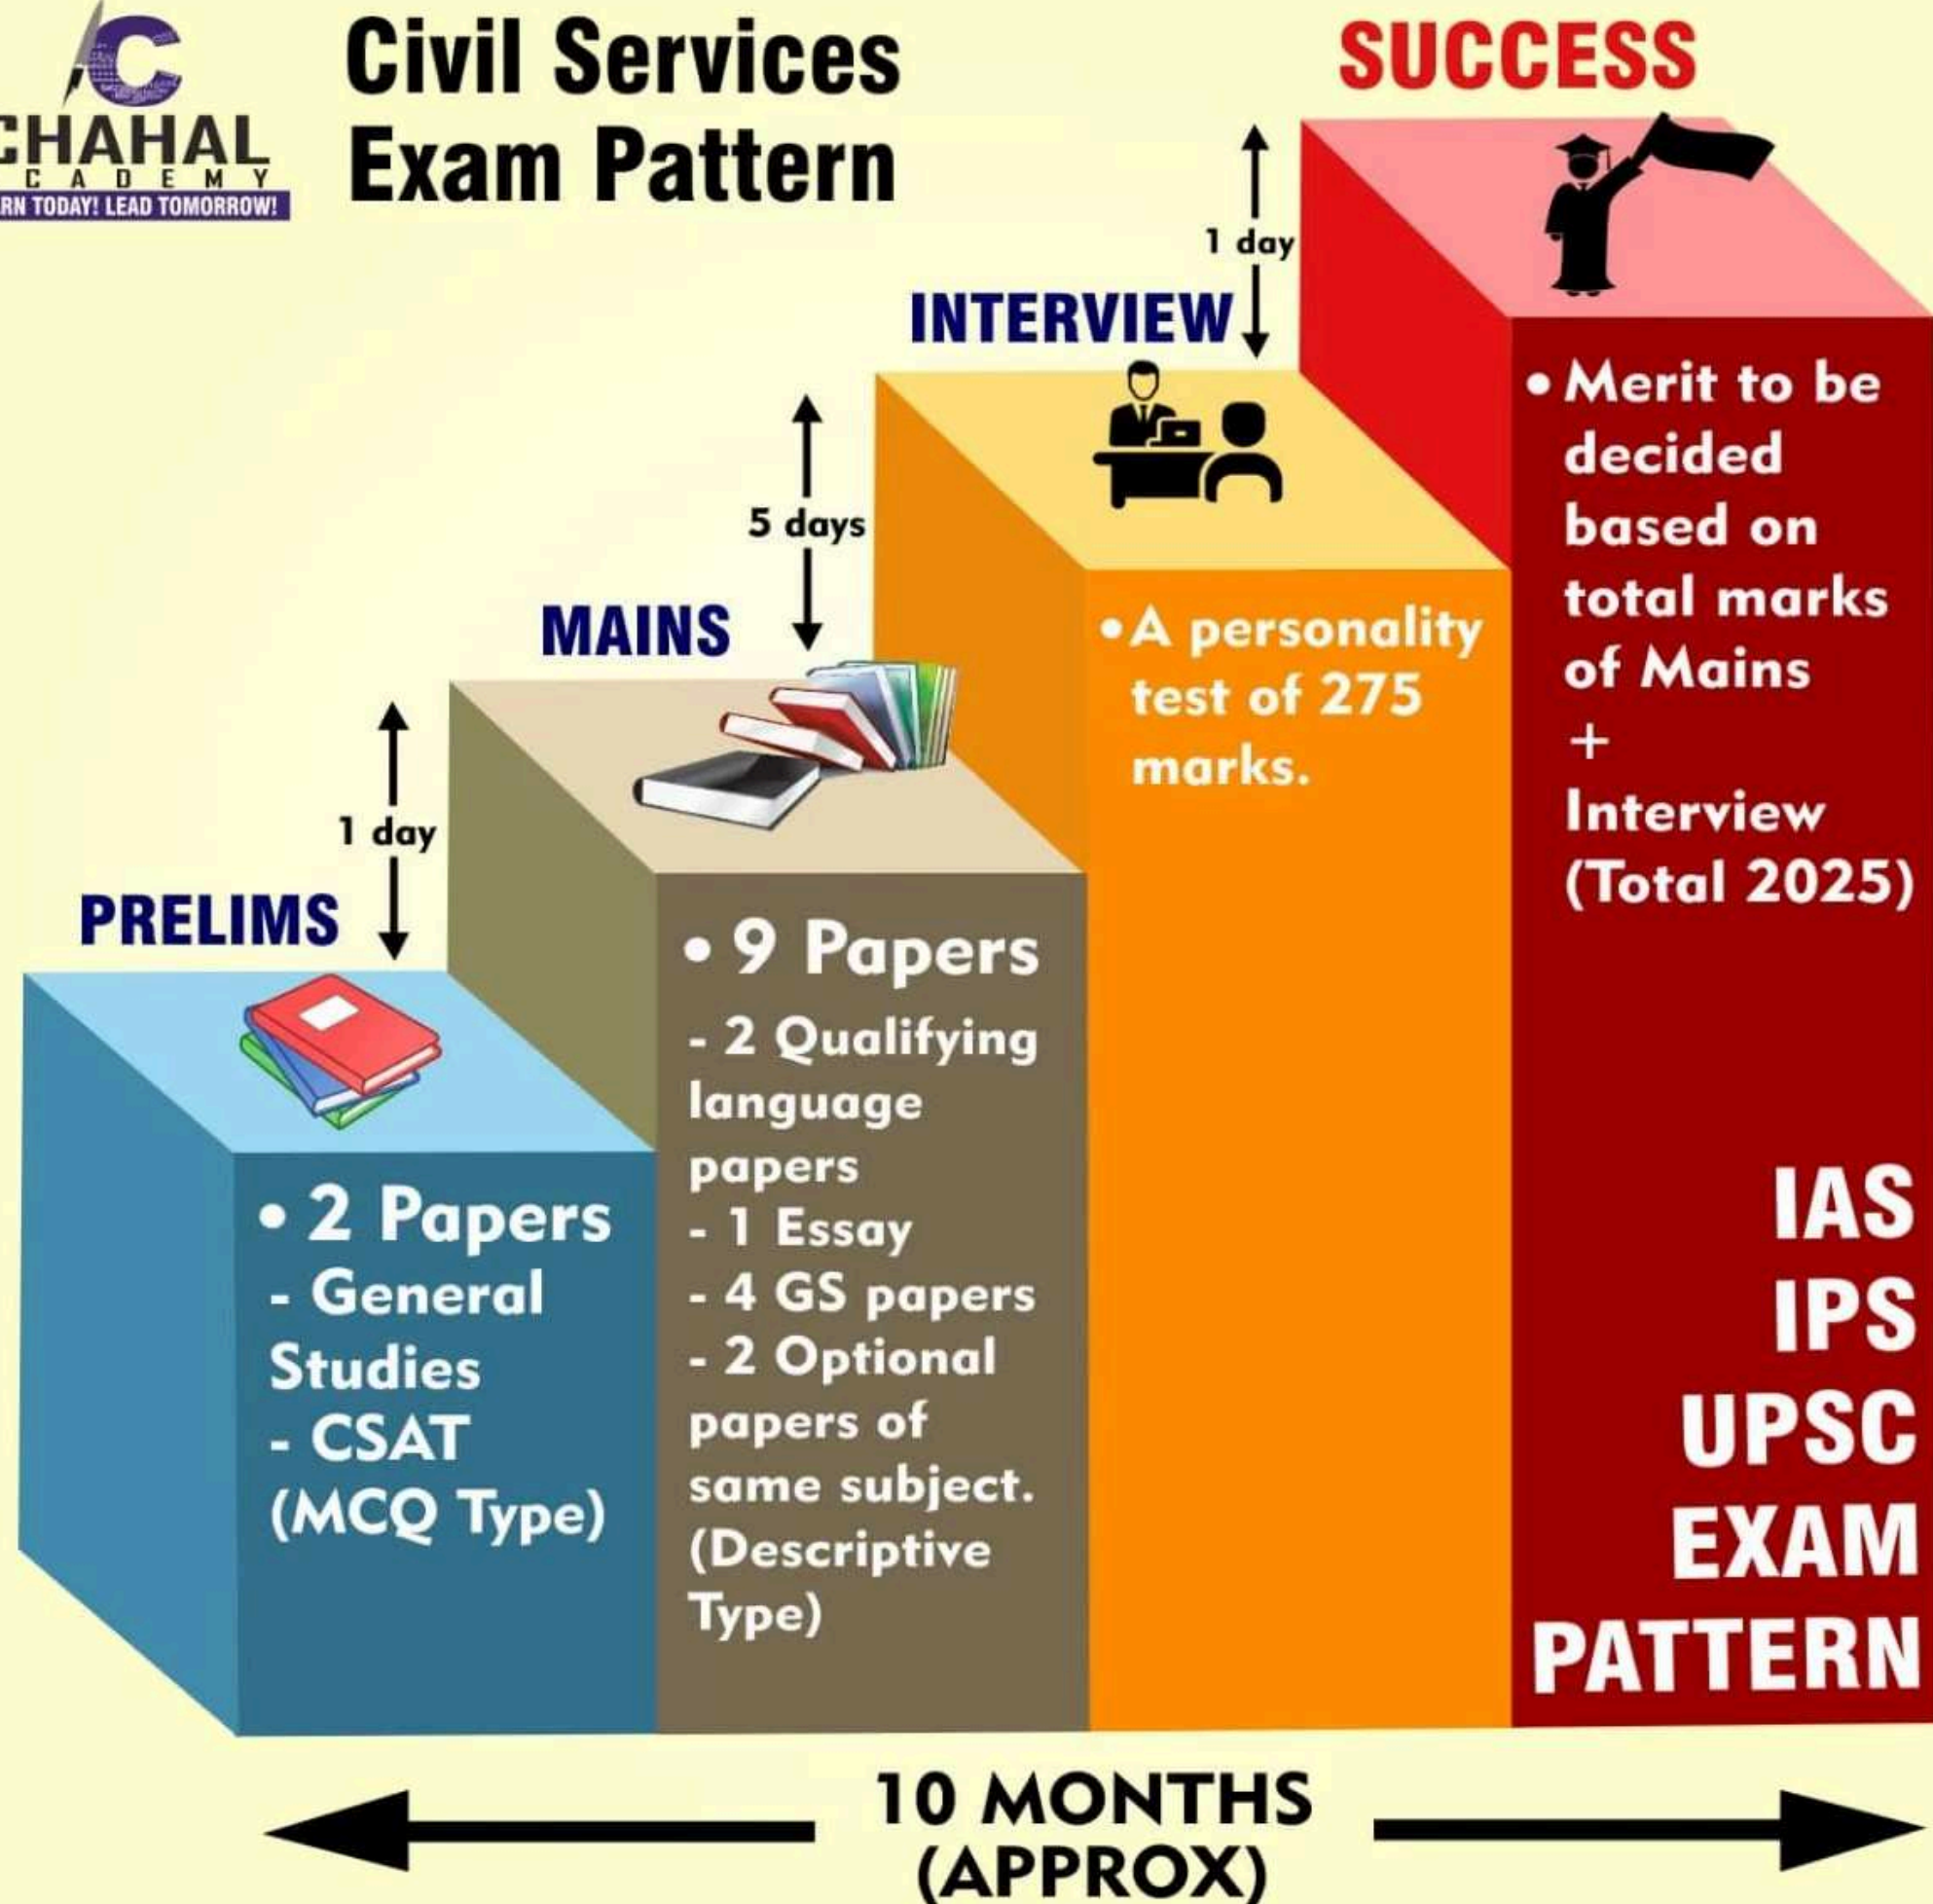 C
CHAHAL
CADEMY
RN TODAY! LEAD TOMORROW!
Civil Services
Exam Pattern
PRELIMS
1 day
• 2 Papers
- General
Studies
- CSAT
(MCQ Type)
MAINS
5 days
• 9 Papers
- 2 Qualifying
language
papers
- 1 Essay
- 4 GS papers
- 2 Optional
papers of
same subject.
(Descriptive
Type)
INTERVIEW
1 day
• A personality
test of 275
marks.
SUCCESS
• Merit to be
decided
based on
total marks
of Mains
+
Interview
(Total 2025)
IAS
IPS
UPSC
EXAM
PATTERN
10 MONTHS
(APPROX)